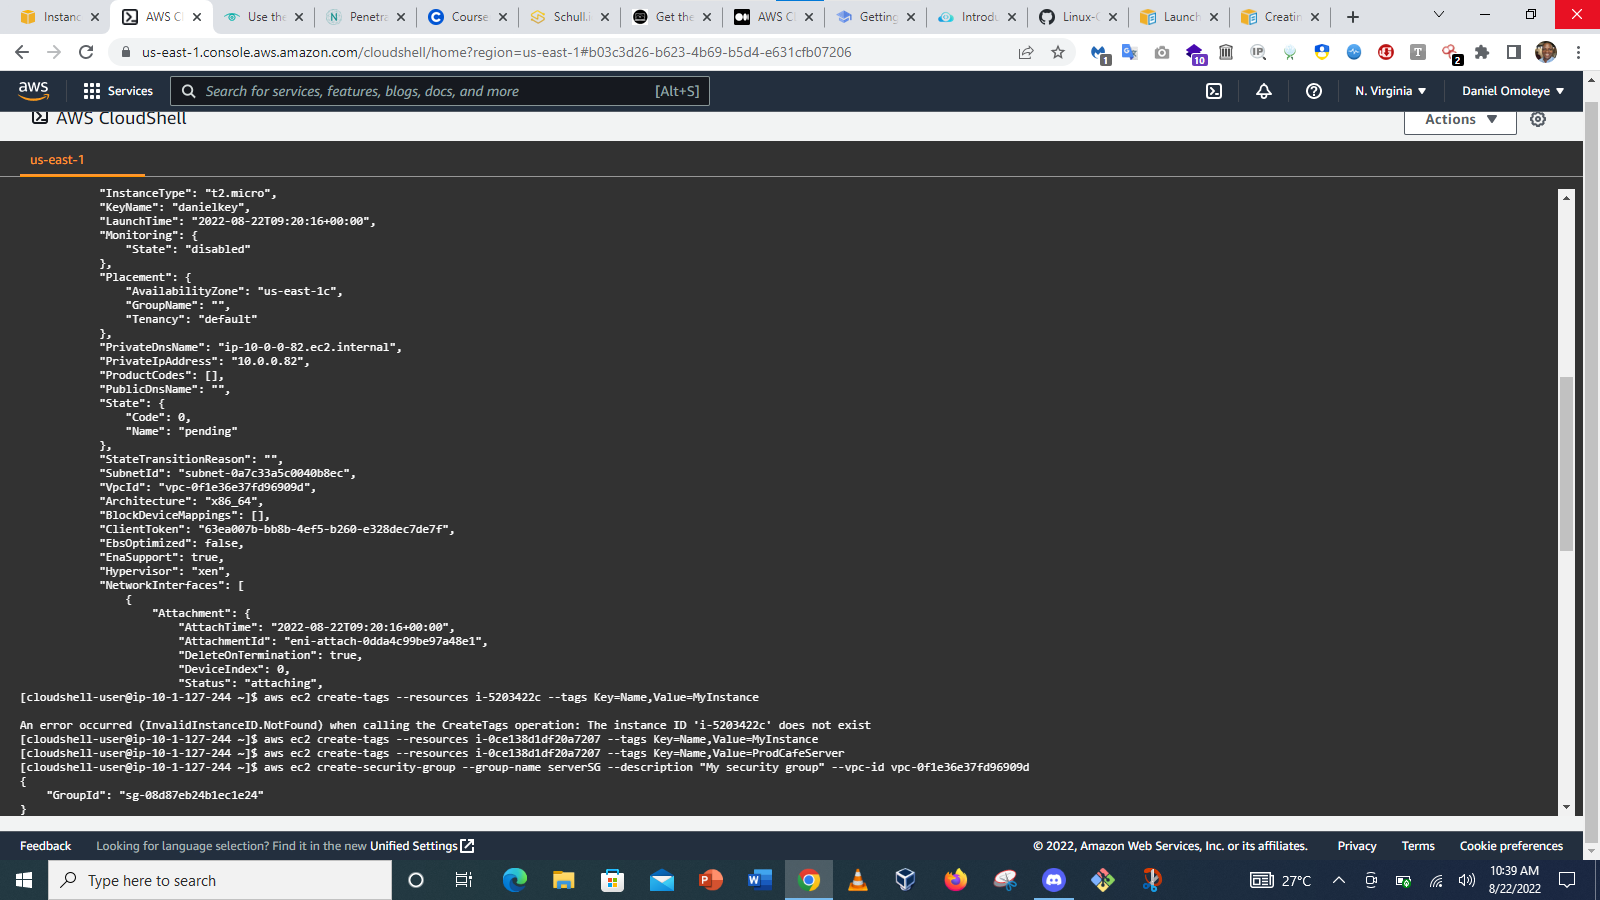 Instanc
AWS Cl
Use the
Penetra
Course
Schull.i
Get the
AWS Cl
Getting
Introdu
Linux-C
Launch
Creatin
us-east-1.console.aws.amazon.com/cloudshell/home?region=us-east-1#b03c3d26-b623-4b69-b5d4-e631cfb07206
1
10
IP
T
2
aws
Services
Search for services, features, blogs, docs, and more
[Alt+S]
N. Virginia
Daniel Omoleye
AWS CloudShell
Actions
us-east-1
"InstanceType": "t2.micro",
"KeyName": "danielkey",
"LaunchTime": "2022-08-22T09:20:16+00:00",
"Monitoring": {
"State": "disabled"
},
"Placement": {
"AvailabilityZone": "us-east-1c",
"GroupName": "",
"Tenancy": "default"
},
"PrivateDnsName": "ip-10-0-0-82.ec2.internal",
"PrivateIpAddress": "10.0.0.82",
"ProductCodes": [],
"PublicDnsName": "",
"State": {
"Code": 0,
"Name": "pending"
},
"StateTransitionReason": "",
"SubnetId": "subnet-0a7c33a5c0040b8ec",
"VpcId": "vpc-0f1e36e37fd96909d",
"Architecture": "x86_64",
"BlockDeviceMappings": [],
"ClientToken": "63ea007b-bb8b-4ef5-b260-e328dec7de7f",
"EbsOptimized": false,
"EnaSupport": true,
"Hypervisor": "xen",
"NetworkInterfaces": [
{
"Attachment": {
"AttachTime": "2022-08-22T09:20:16+00:00",
"AttachmentId": "eni-attach-0dda4c99be97a48e1",
"DeleteOnTermination": true,
"DeviceIndex": 0,
"Status": "attaching",
[cloudshell-user@ip-10-1-127-244 ~]$ aws ec2 create-tags --resources i-5203422c --tags Key=Name,Value=MyInstance
An error occurred (InvalidInstanceID.NotFound) when calling the CreateTags operation: The instance ID 'i-5203422c' does not exist
[cloudshell-user@ip-10-1-127-244 ~]$ aws ec2 create-tags --resources i-0ce138d1df20a7207 --tags Key=Name,Value=MyInstance
[cloudshell-user@ip-10-1-127-244 ~]$ aws ec2 create-tags --resources i-0ce138d1df20a7207 --tags Key=Name,Value=ProdCafeServer
[cloudshell-user@ip-10-1-127-244 ~]$ aws ec2 create-security-group --group-name serverSG --description "My security group" --vpc-id vpc-0f1e36e37fd96909d
{
"GroupId": "sg-08d87eb24b1ec1e24"
}
Feedback
Looking for language selection? Find it in the new Unified Settings
© 2022, Amazon Web Services, Inc. or its affiliates.
Privacy
Terms
Cookie preferences
Type here to search
27°C
10:39 AM
8/22/2022